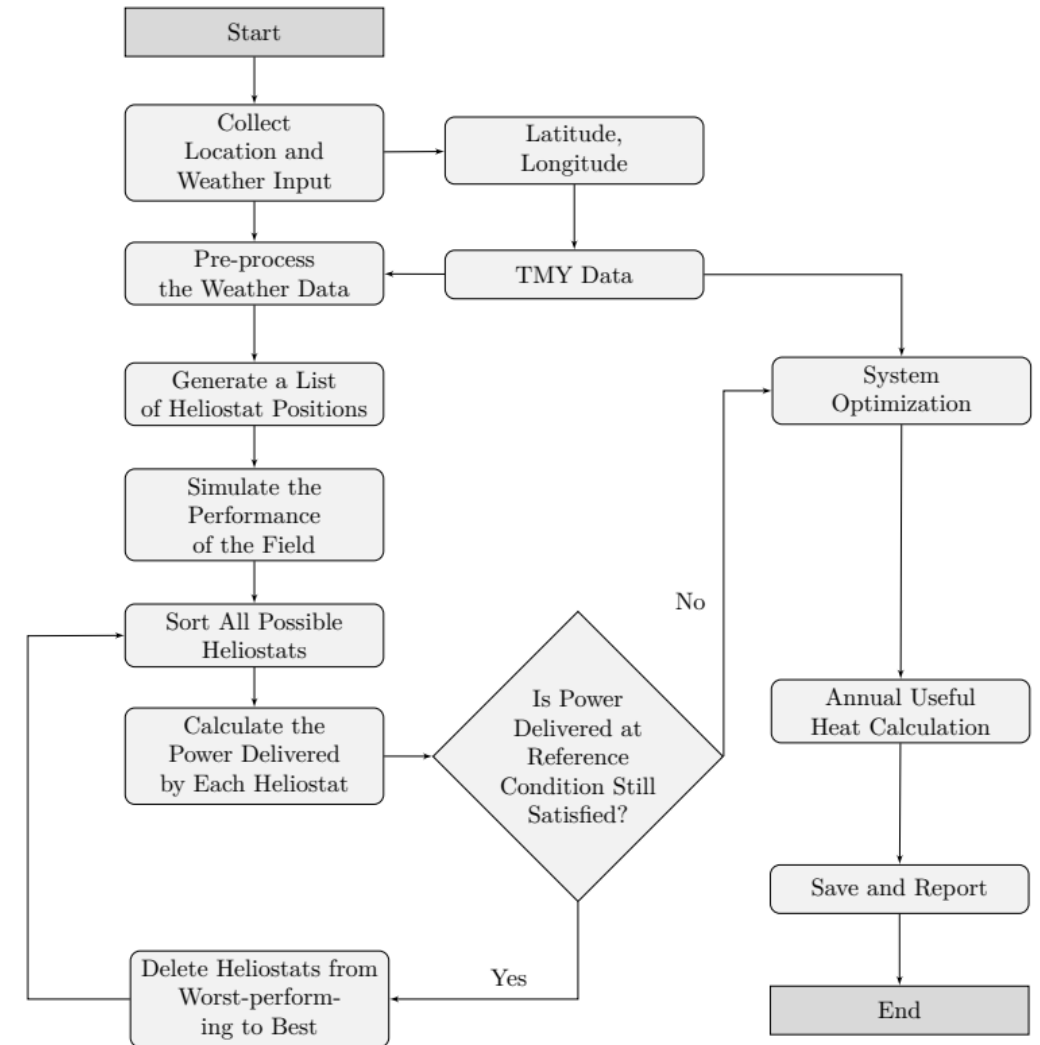 Start
Collect
Location and
Weather Input
Latitude,
Longitude
Pre-process
the Weather Data
TMY Data
Generate a List
of Heliostat Positions
System
Optimization
Simulate the
Performance
of the Field
No
Sort All Possible
Heliostats
Calculate the
Power Delivered
by Each Heliostat
Is Power
Delivered at
Reference
Condition Still
Satisfied?
Annual Useful
Heat Calculation
Save and Report
Delete Heliostats from
Worst-perform-
ing to Best
Yes
End